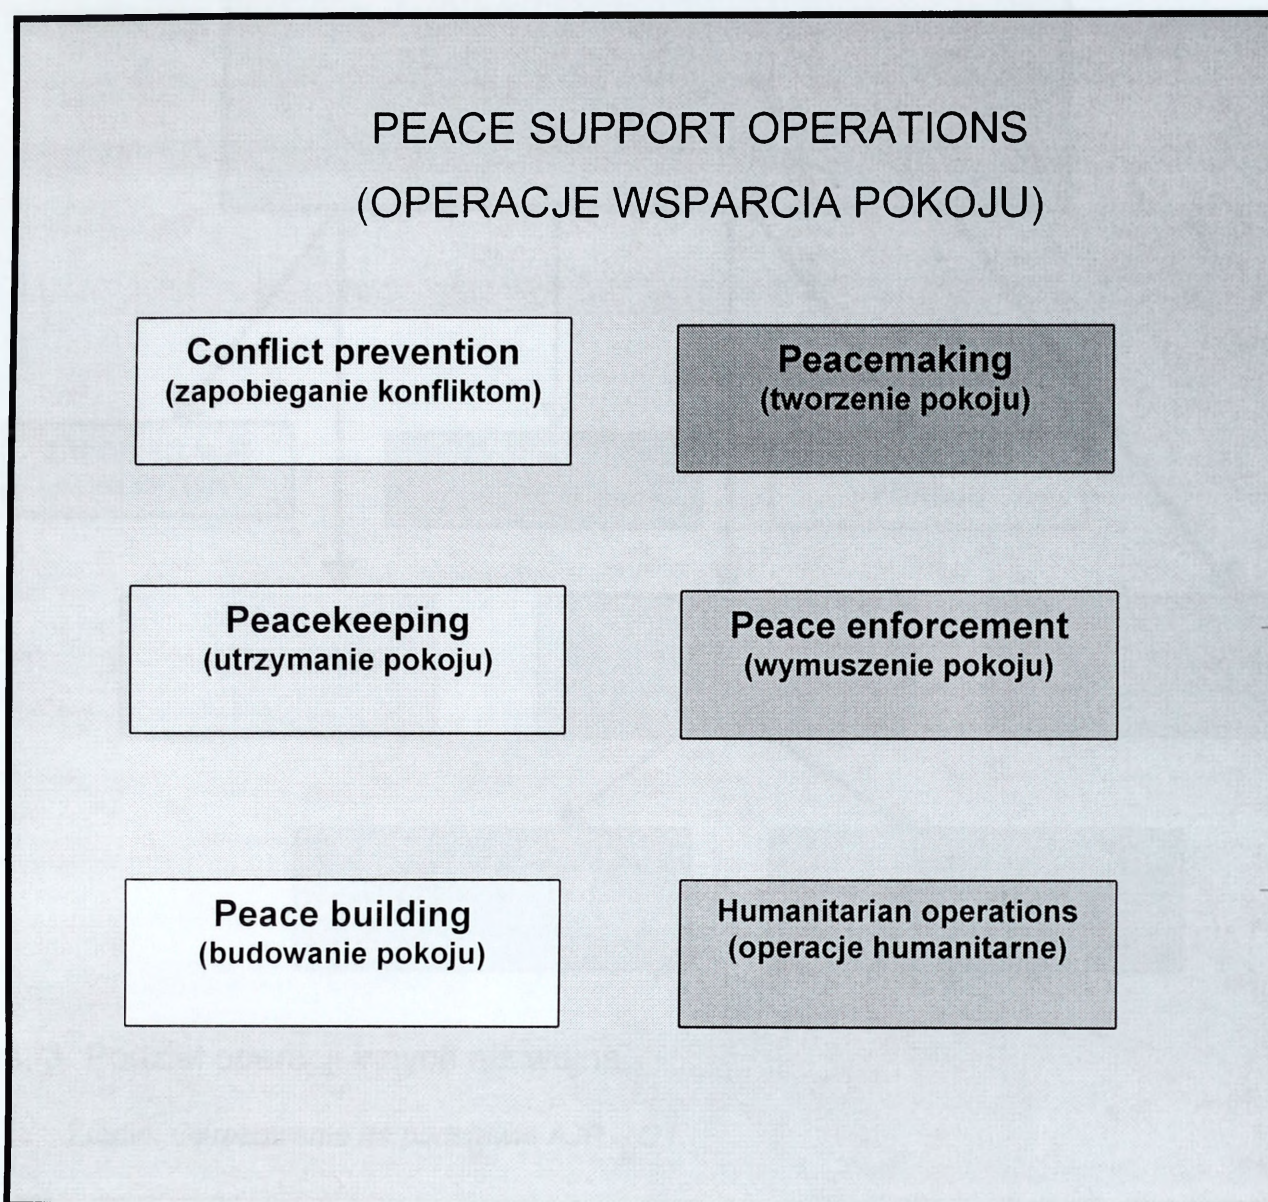 PEACE SUPPORT OPERATIONS
(OPERACJE WSPARCIA POKOJU)
Conflict prevention
(zapobieganie konfliktom)
Peacemaking
(tworzenie pokoju)
Peacekeeping
(utrzymanie pokoju)
Peace enforcement
(wymuszenie pokoju)
Peace building
(budowanie pokoju)
Humanitarian operations
(operacje humanitarne)